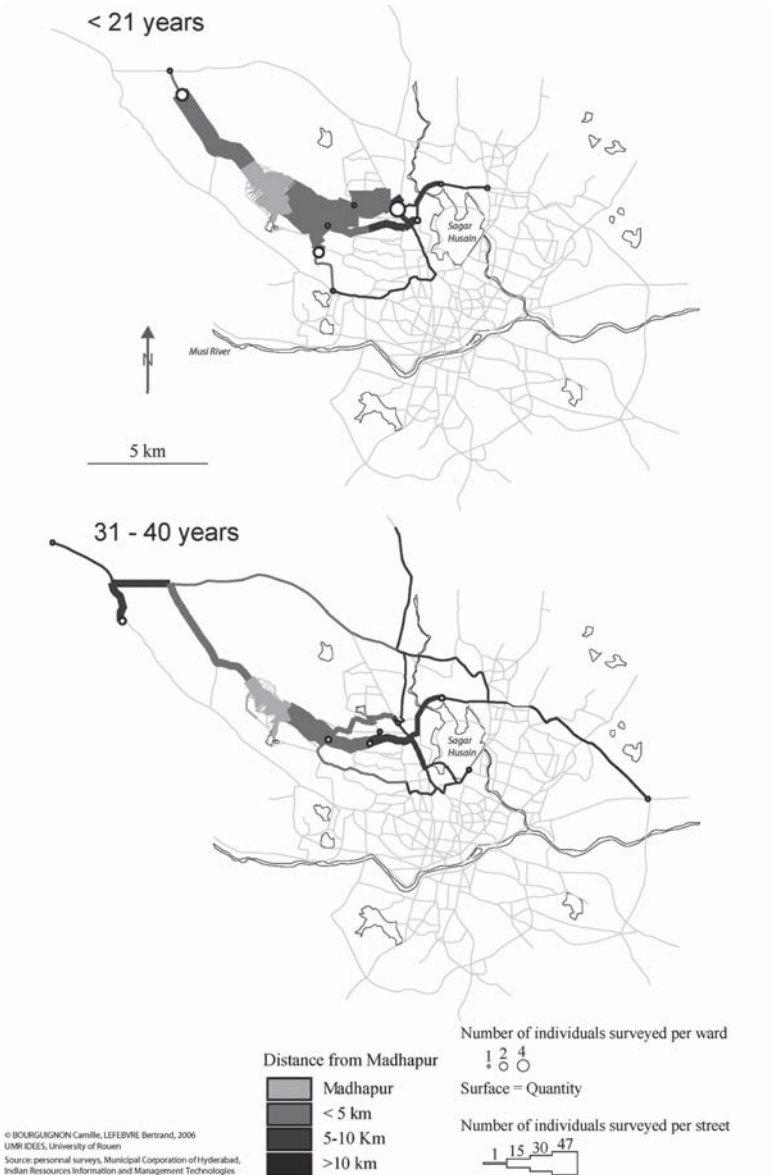 < 21 years
Sagar
Husain
N
Musi River
5 km
31 - 40 years
Sagar
Husain
Number of individuals surveyed per ward
1 2 4
Surface = Quantity
Distance from Madhapur
Madhapur
< 5 km
5-10 Km
>10 km
Number of individuals surveyed per street
1 15 30 47
© BOURGUIGNON Camille, LEFEBVRE Bertrand, 2006
UMR IDEES, University of Rouen
Source: personnal surveys, Municipal Corporation of Hyderabad,
Indian Ressources Information and Management Technologies